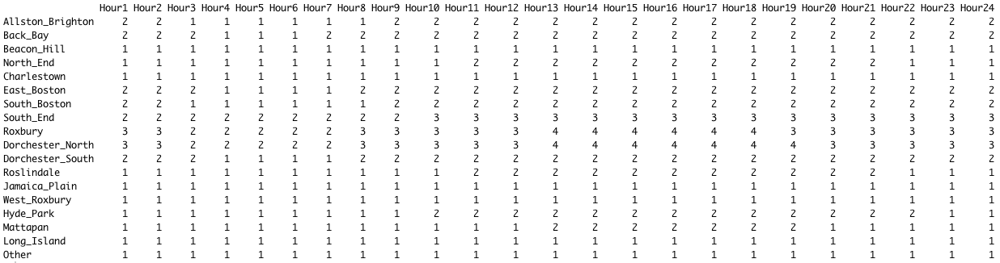 Hour1 Hour2 Hour3 Hour4 Hour5 Hour6 Hour7 Hour8 Hour9 Hour10 Hour11 Hour12 Hour13 Hour14 Hour15 Hour16 Hour17 Hour18 Hour19 Hour20 Hour21 Hour22 Hour23 Hour24
Allston_Brighton 2 2 1 1 1 1 1 1 2 2 2 2 2 2 2 2 2 2 2 2 2 2 2 2
Back_Bay 2 2 2 1 1 1 2 2 2 2 2 2 2 2 2 2 2 2 2 2 2 2 2 2
Beacon_Hill 1 1 1 1 1 1 1 1 1 1 1 1 1 1 1 1 1 1 1 1 1 1 1 1
North_End 1 1 1 1 1 1 1 1 1 1 2 2 2 2 2 2 2 2 2 2 2 1 1 1
Charlestown 1 1 1 1 1 1 1 1 1 1 1 1 1 1 1 1 1 1 1 1 1 1 1 1
East_Boston 2 2 2 1 1 1 1 2 2 2 2 2 2 2 2 2 2 2 2 2 2 2 2 2
South_Boston 2 2 1 1 1 1 1 1 2 2 2 2 2 2 2 2 2 2 2 2 2 2 2 2
South_End 2 2 2 2 2 2 2 2 2 3 3 3 3 3 3 3 3 3 3 3 3 3 3 3
Roxbury 3 3 2 2 2 2 2 3 3 3 3 3 4 4 4 4 4 4 3 3 3 3 3 3
Dorchester_North 3 3 2 2 2 2 2 3 3 3 3 3 4 4 4 4 4 4 4 3 3 3 3 3
Dorchester_South 2 2 2 1 1 1 1 2 2 2 2 2 2 2 2 2 2 2 2 2 2 2 2 2
Roslindale 1 1 1 1 1 1 1 1 1 1 2 2 2 2 2 2 2 2 2 2 2 1 1 1
Jamaica_Plain 1 1 1 1 1 1 1 1 1 1 1 1 1 1 1 1 1 1 1 1 1 1 1 1
West_Roxbury 1 1 1 1 1 1 1 1 1 1 1 1 1 1 1 1 1 1 1 1 1 1 1 1
Hyde_Park 1 1 1 1 1 1 1 1 1 2 2 2 2 2 2 2 2 2 2 2 2 2 1 1
Mattapan 1 1 1 1 1 1 1 1 1 1 1 1 2 2 2 2 2 2 2 1 1 1 1 1
Long_Island 1 1 1 1 1 1 1 1 1 1 1 1 1 1 1 1 1 1 1 1 1 1 1 1
Other 1 1 1 1 1 1 1 1 1 1 1 1 1 1 1 1 1 1 1 1 1 1 1 1